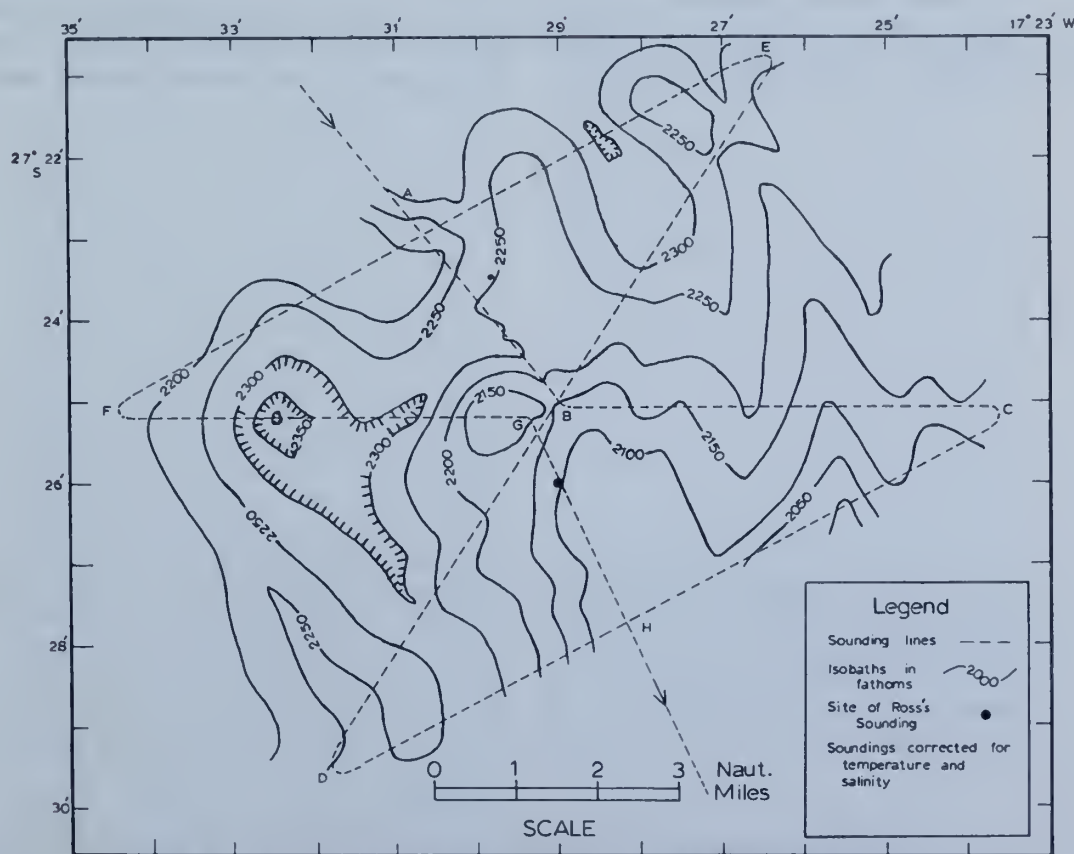 35′ 33′ 31′ 29′ 27′ 25′ 17° 23′ W
E
2250
27° 22′
S
A
2250
2300
2250
2250
24′
2200
2300
2150
F
B
C
G
2350
2300
2200
2150
2100
26′
2050
2250
Legend
Sounding lines
H
28′
2250
Isobaths in
fathoms
2000
Site of Ross's
Sounding
Soundings corrected for
temperature and
salinity
D
0 1 2 3 Naut.
Miles
30′
SCALE